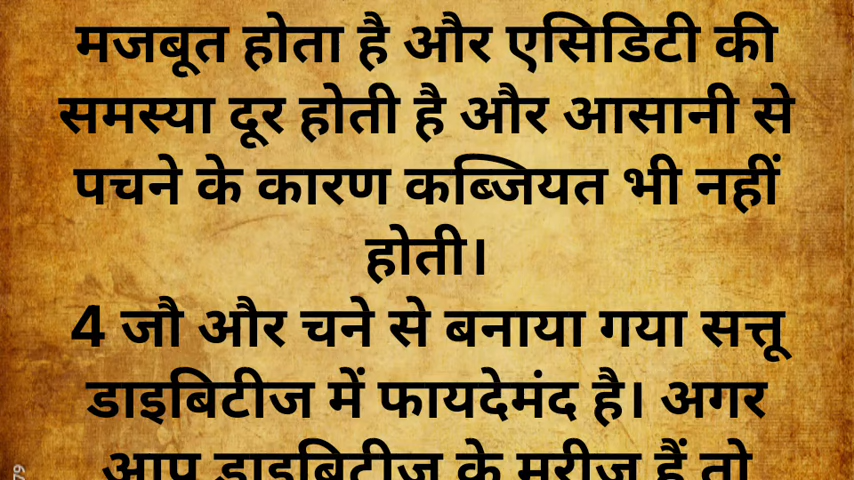 मजबूत होता है और एसिडिटी की
समस्या दूर होती है और आसानी से
पचने के कारण कब्जियत भी नहीं
होती।
4 जौ और चने से बनाया गया सत्तू
डाइबिटीज में फायदेमंद है। अगर
आप डाइबिटीज के मरीज हैं तो
79